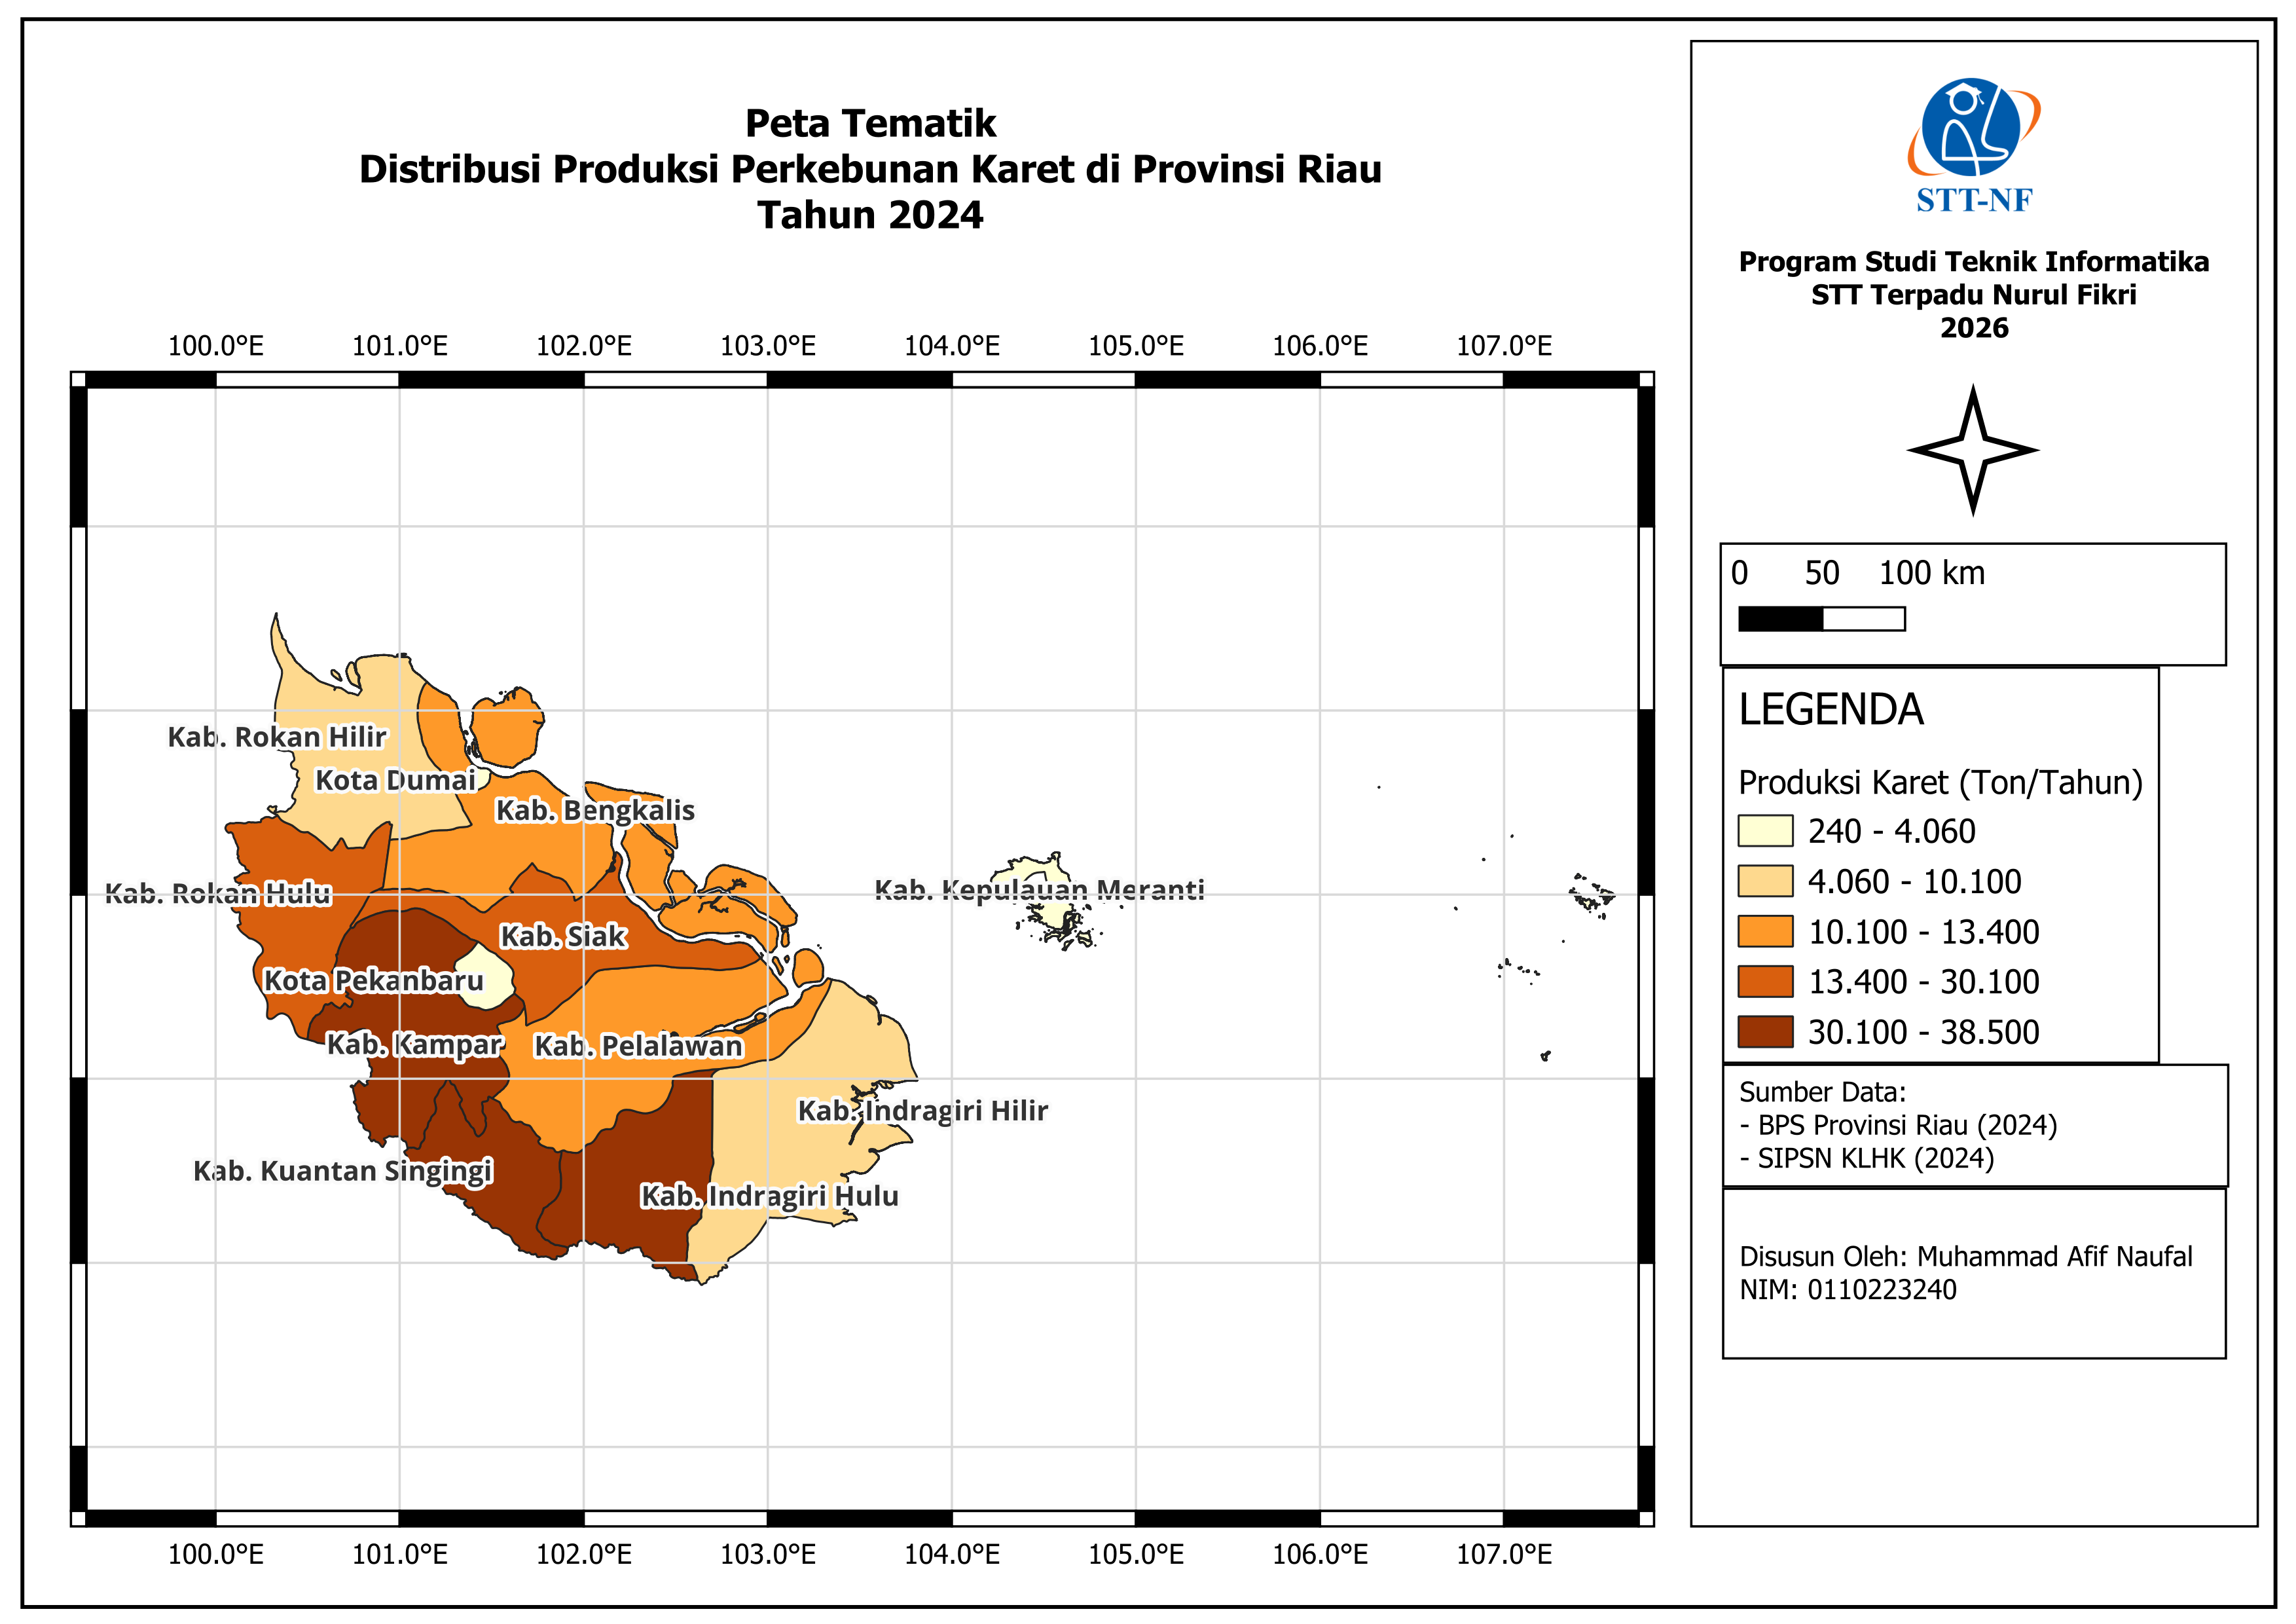 Peta Tematik
Distribusi Produksi Perkebunan Karet di Provinsi Riau
Tahun 2024
STT-NF
Program Studi Teknik Informatika
STT Terpadu Nurul Fikri
2026
100.0°E 101.0°E 102.0°E 103.0°E 104.0°E 105.0°E 106.0°E 107.0°E
Kab. Rokan Hilir
Kota Dumai
Kab. Bengkalis
Kab. Rokan Hulu
Kab. Kepulauan Meranti
Kab. Siak
Kota Pekanbaru
Kab. Kampar
Kab. Pelalawan
Kab. Indragiri Hilir
Kab. Kuantan Singingi
Kab. Indragiri Hulu
100.0°E 101.0°E 102.0°E 103.0°E 104.0°E 105.0°E 106.0°E 107.0°E
0 50 100 km
LEGENDA
Produksi Karet (Ton/Tahun)
240 - 4.060
4.060 - 10.100
10.100 - 13.400
13.400 - 30.100
30.100 - 38.500
Sumber Data:
- BPS Provinsi Riau (2024)
- SIPSN KLHK (2024)
Disusun Oleh: Muhammad Afif Naufal
NIM: 0110223240